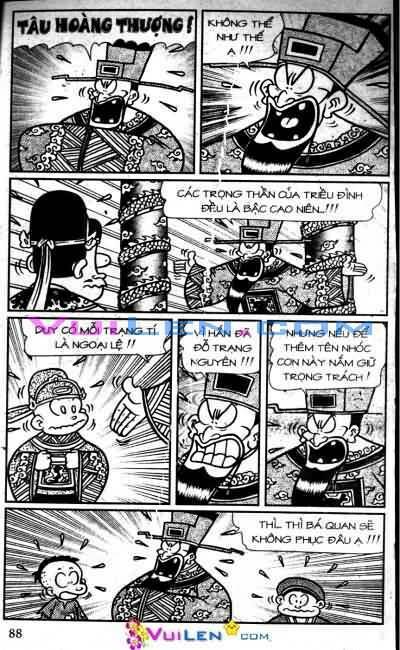 TÂU HOÀNG THƯỢNG!
KHÔNG THỂ
NHƯ THẾ
Ạ!!!
CÁC TRỌNG THẦN CỦA TRIỀU ĐÌNH
ĐỀU LÀ BẬC CAO NIÊN..!!!
DUY CÓ MỖI TRẠNG TÍ
LÀ NGOẠI LỆ!!
VÌ HẮN ĐÃ
ĐỖ TRẠNG
NGUYÊN!!!
NHƯNG NẾU ĐỂ
THÊM TÊN NHÓC
CON NÀY NẮM GIỮ
TRỌNG TRÁCH!
THÌ... THÌ BÁ QUAN SẼ
KHÔNG PHỤC ĐÂU Ạ!!!
VUILEN.COM
88
VUILEN.COM